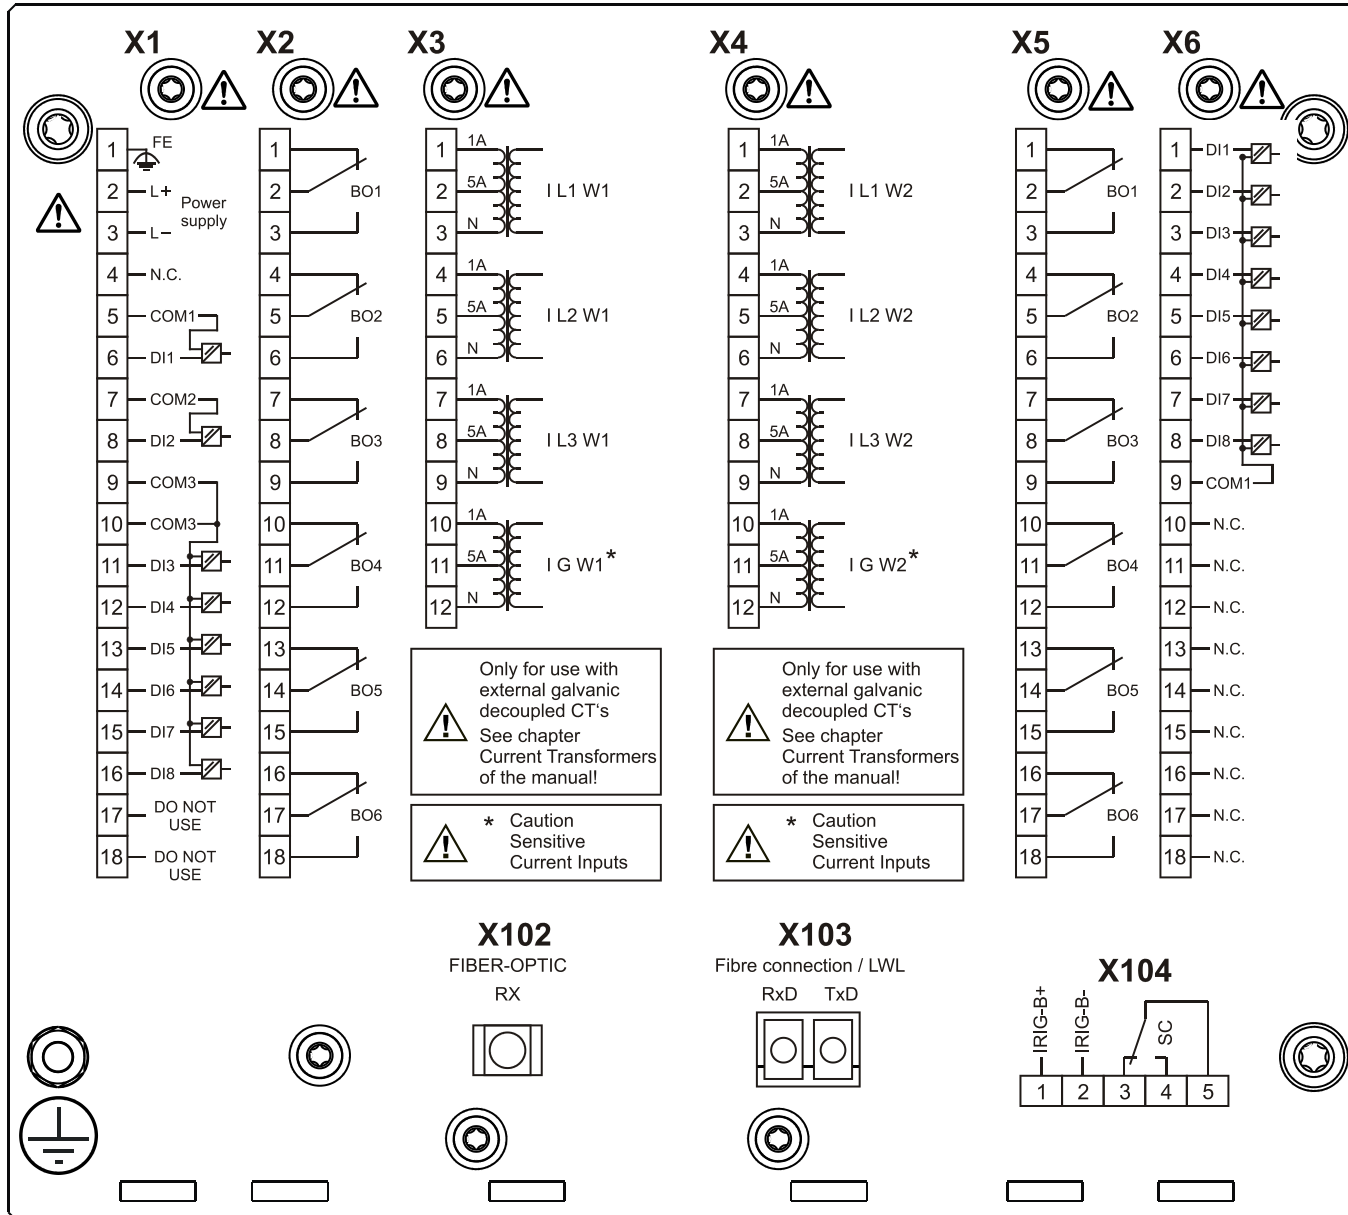 X1 X2 X3 X4 X5 X6
1 FE
2 L+
Power
supply
3 L–
4 N.C.
5 COM1
6 DI1
7 COM2
8 DI2
9 COM3
10 COM3
11 DI3
12 DI4
13 DI5
14 DI6
15 DI7
16 DI8
17 DO NOT
USE
18 DO NOT
USE
1
2 BO1
3
4
5 BO2
6
7
8 BO3
9
10
11 BO4
12
13
14 BO5
15
16
17 BO6
18
1 1A
2 5A I L1 W1
3 N
4 1A
5 5A I L2 W1
6 N
7 1A
8 5A I L3 W1
9 N
10 1A
11 5A I G W1*
12 N
Only for use with
external galvanic
decoupled CT‘s
See chapter
Current Transformers
of the manual!
* Caution
Sensitive
Current Inputs
1 1A
2 5A I L1 W2
3 N
4 1A
5 5A I L2 W2
6 N
7 1A
8 5A I L3 W2
9 N
10 1A
11 5A I G W2*
12 N
Only for use with
external galvanic
decoupled CT‘s
See chapter
Current Transformers
of the manual!
* Caution
Sensitive
Current Inputs
1
2 BO1
3
4
5 BO2
6
7
8 BO3
9
10
11 BO4
12
13
14 BO5
15
16
17 BO6
18
1 DI1
2 DI2
3 DI3
4 DI4
5 DI5
6 DI6
7 DI7
8 DI8
9 COM1
10 N.C.
11 N.C.
12 N.C.
13 N.C.
14 N.C.
15 N.C.
16 N.C.
17 N.C.
18 N.C.
X102
FIBER-OPTIC
RX
X103
Fibre connection / LWL
RxD TxD
X104
IRIG-B+
IRIG-B-
SC
1 2 3 4 5